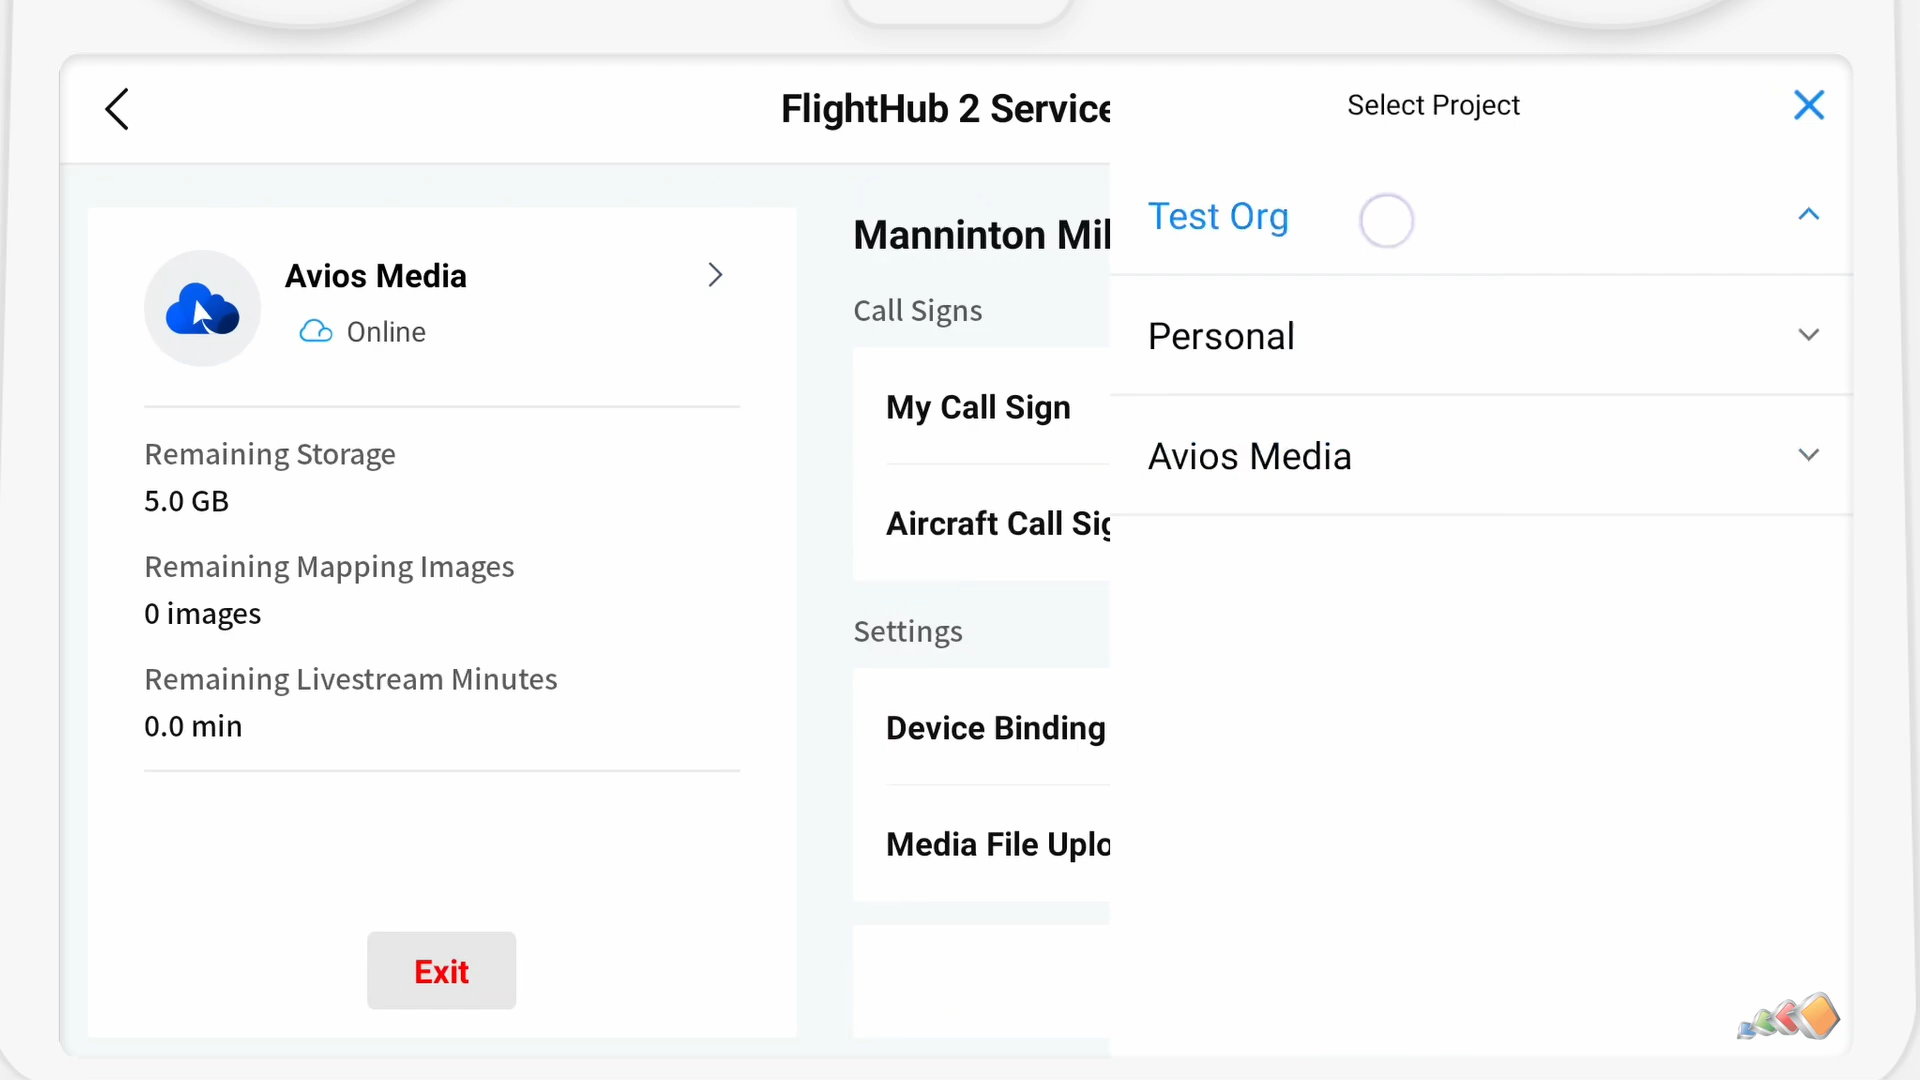 FlightHub 2 Service
Select Project
Avios Media
Online
Remaining Storage
5.0 GB
Remaining Mapping Images
0 images
Remaining Livestream Minutes
0.0 min
Exit
Manninton Mil
Call Signs
My Call Sign
Aircraft Call Sig
Settings
Device Binding
Media File Uplo
Test Org
Personal
Avios Media